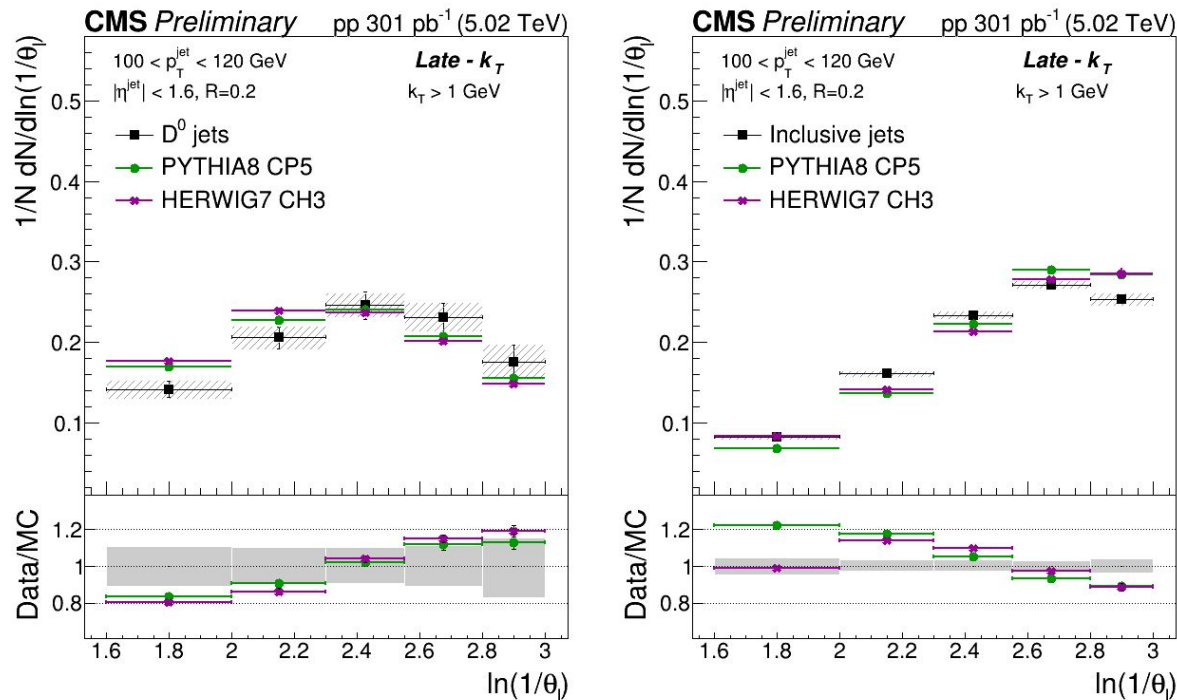 CMS Preliminary pp 301 pb⁻¹ (5.02 TeV)
100 < p_T^jet < 120 GeV
Late - k_T
|η^jet| < 1.6, R=0.2
k_T > 1 GeV
D⁰ jets
PYTHIA8 CP5
HERWIG7 CH3
1/N dN/dln(1/θ_l)
0.5
0.4
0.3
0.2
0.1
Data/MC
1.2
1
0.8
1.6 1.8 2 2.2 2.4 2.6 2.8 3
ln(1/θ_l)
CMS Preliminary pp 301 pb⁻¹ (5.02 TeV)
100 < p_T^jet < 120 GeV
Late - k_T
|η^jet| < 1.6, R=0.2
k_T > 1 GeV
Inclusive jets
PYTHIA8 CP5
HERWIG7 CH3
1/N dN/dln(1/θ_l)
0.5
0.4
0.3
0.2
0.1
Data/MC
1.2
1
0.8
1.6 1.8 2 2.2 2.4 2.6 2.8 3
ln(1/θ_l)